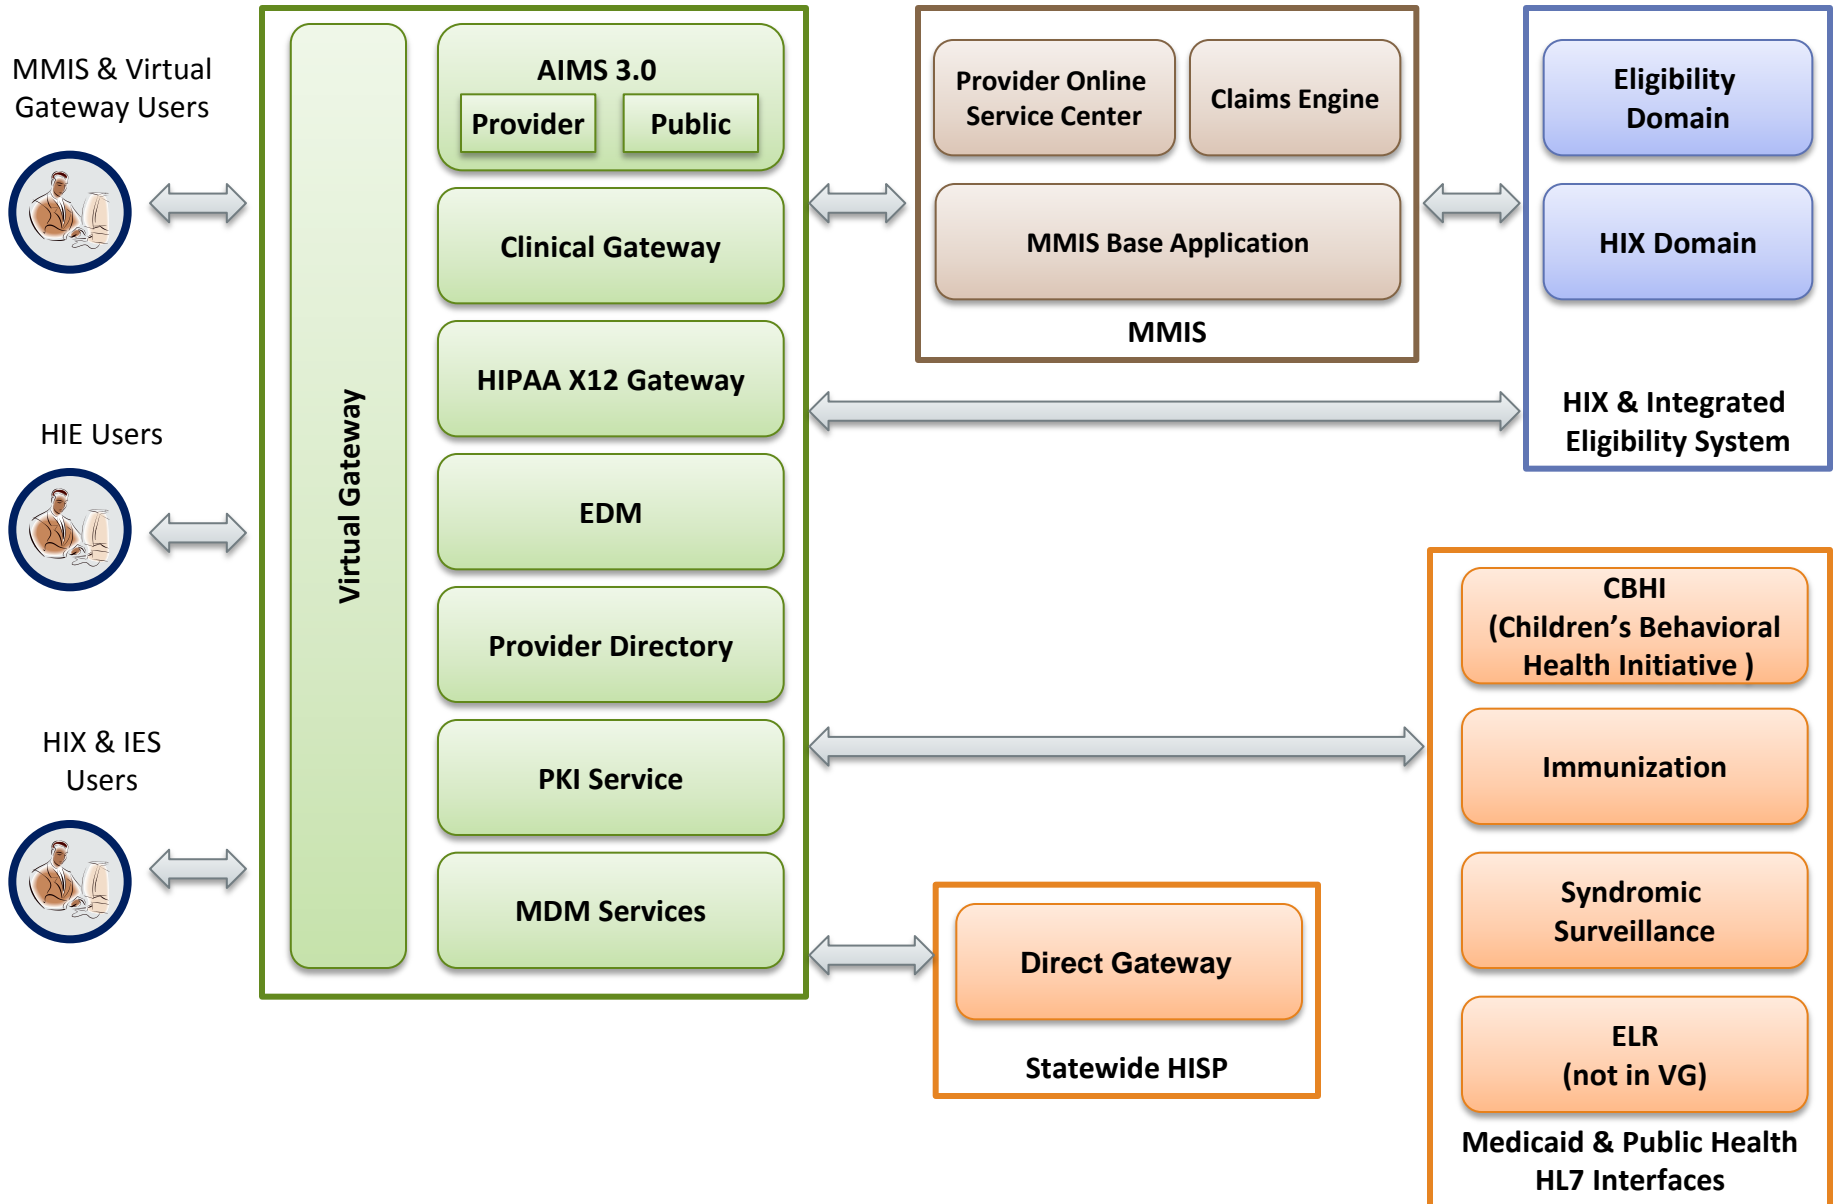 MMIS & Virtual
Gateway Users
HIE Users
HIX & IES
Users
Virtual Gateway
AIMS 3.0
Provider
Public
Clinical Gateway
HIPAA X12 Gateway
EDM
Provider Directory
PKI Service
MDM Services
Provider Online
Service Center
Claims Engine
MMIS Base Application
MMIS
Eligibility
Domain
HIX Domain
HIX & Integrated
Eligibility System
Direct Gateway
Statewide HISP
CBHI
(Children’s Behavioral
Health Initiative )
Immunization
Syndromic
Surveillance
ELR
(not in VG)
Medicaid & Public Health
HL7 Interfaces